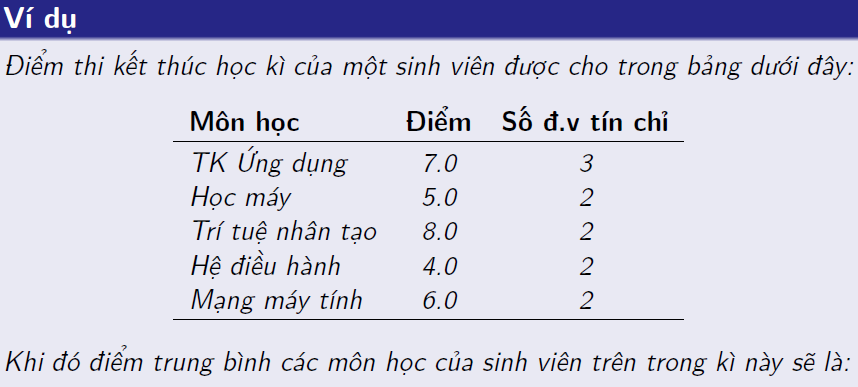 Ví dụ
Điểm thi kết thúc học kì của một sinh viên được cho trong bảng dưới đây:
Môn học Điểm Số đ.v tín chỉ
TK Ứng dụng 7.0 3
Học máy 5.0 2
Trí tuệ nhân tạo 8.0 2
Hệ điều hành 4.0 2
Mạng máy tính 6.0 2
Khi đó điểm trung bình các môn học của sinh viên trên trong kì này sẽ là: